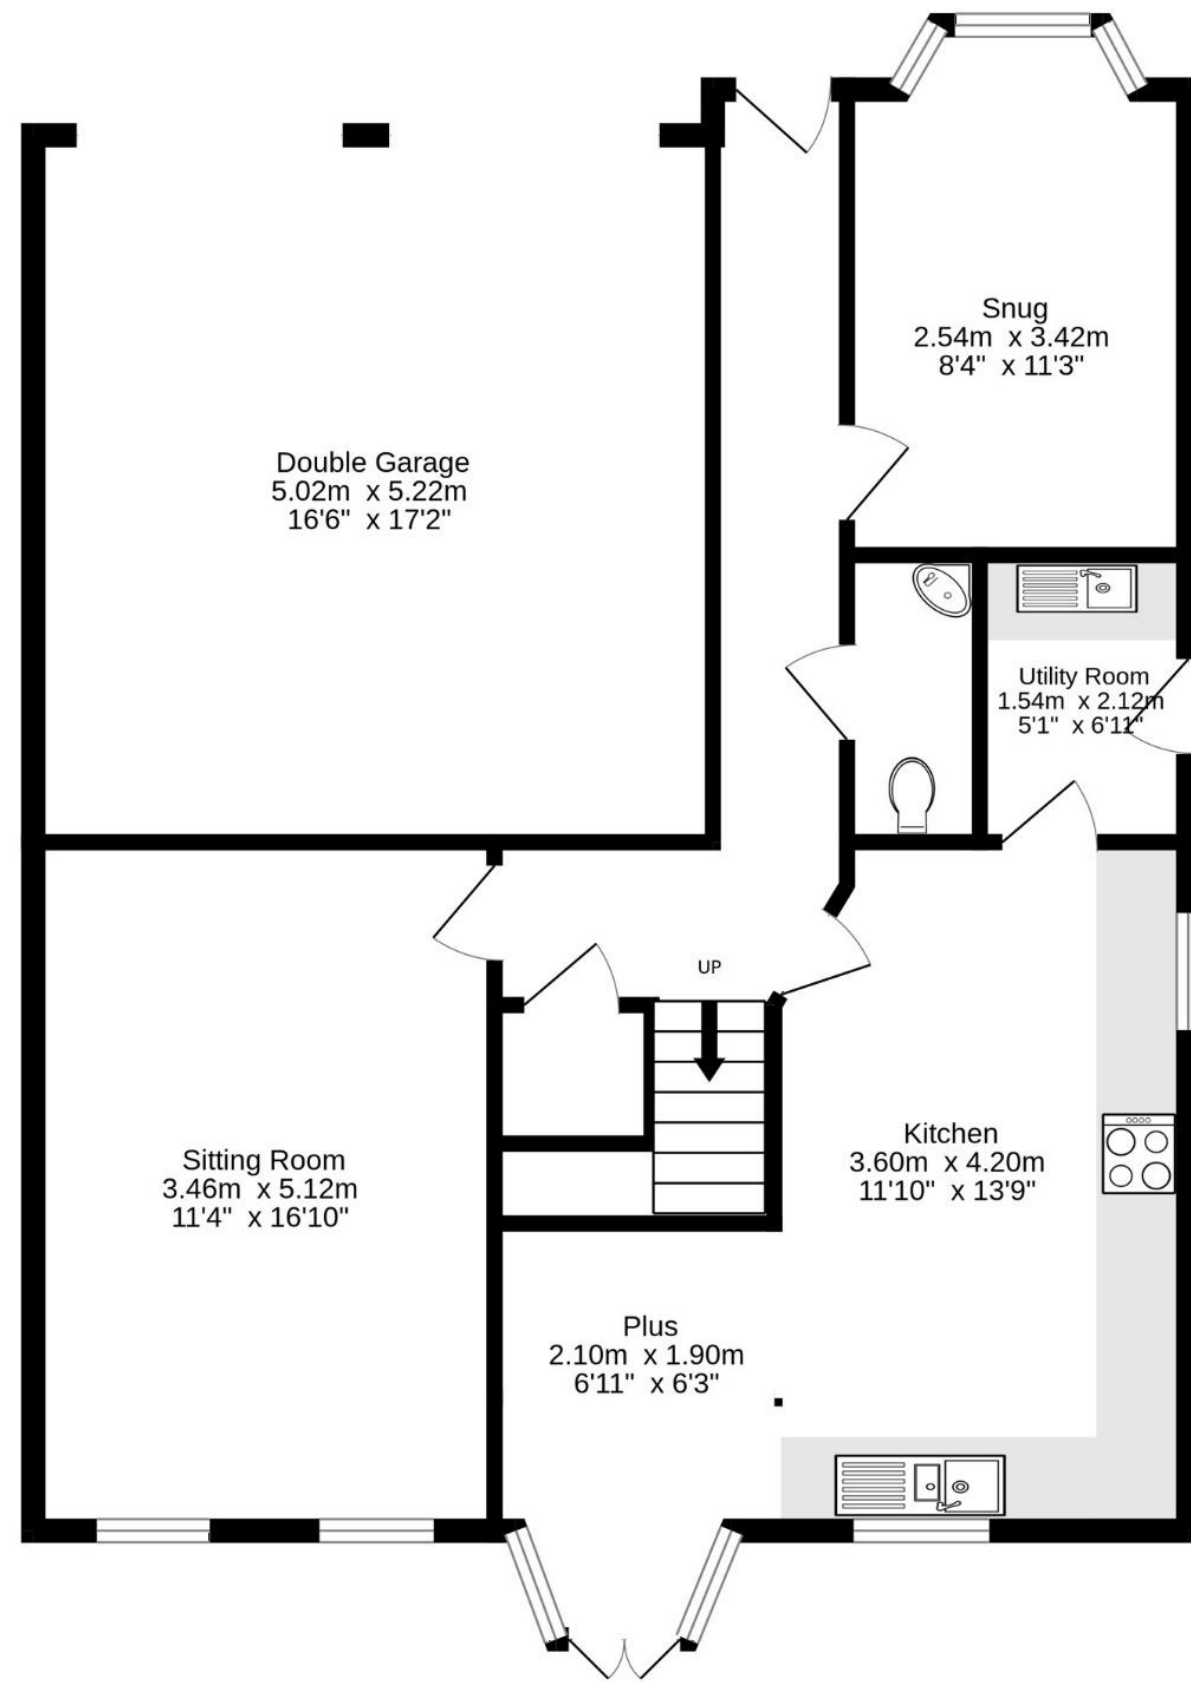 Snug
2.54m x 3.42m
8'4" x 11'3"
Double Garage
5.02m x 5.22m
16'6" x 17'2"
Utility Room
1.54m x 2.12m
5'1" x 6'11"
UP
Kitchen
3.60m x 4.20m
11'10" x 13'9"
Sitting Room
3.46m x 5.12m
11'4" x 16'10"
Plus
2.10m x 1.90m
6'11" x 6'3"